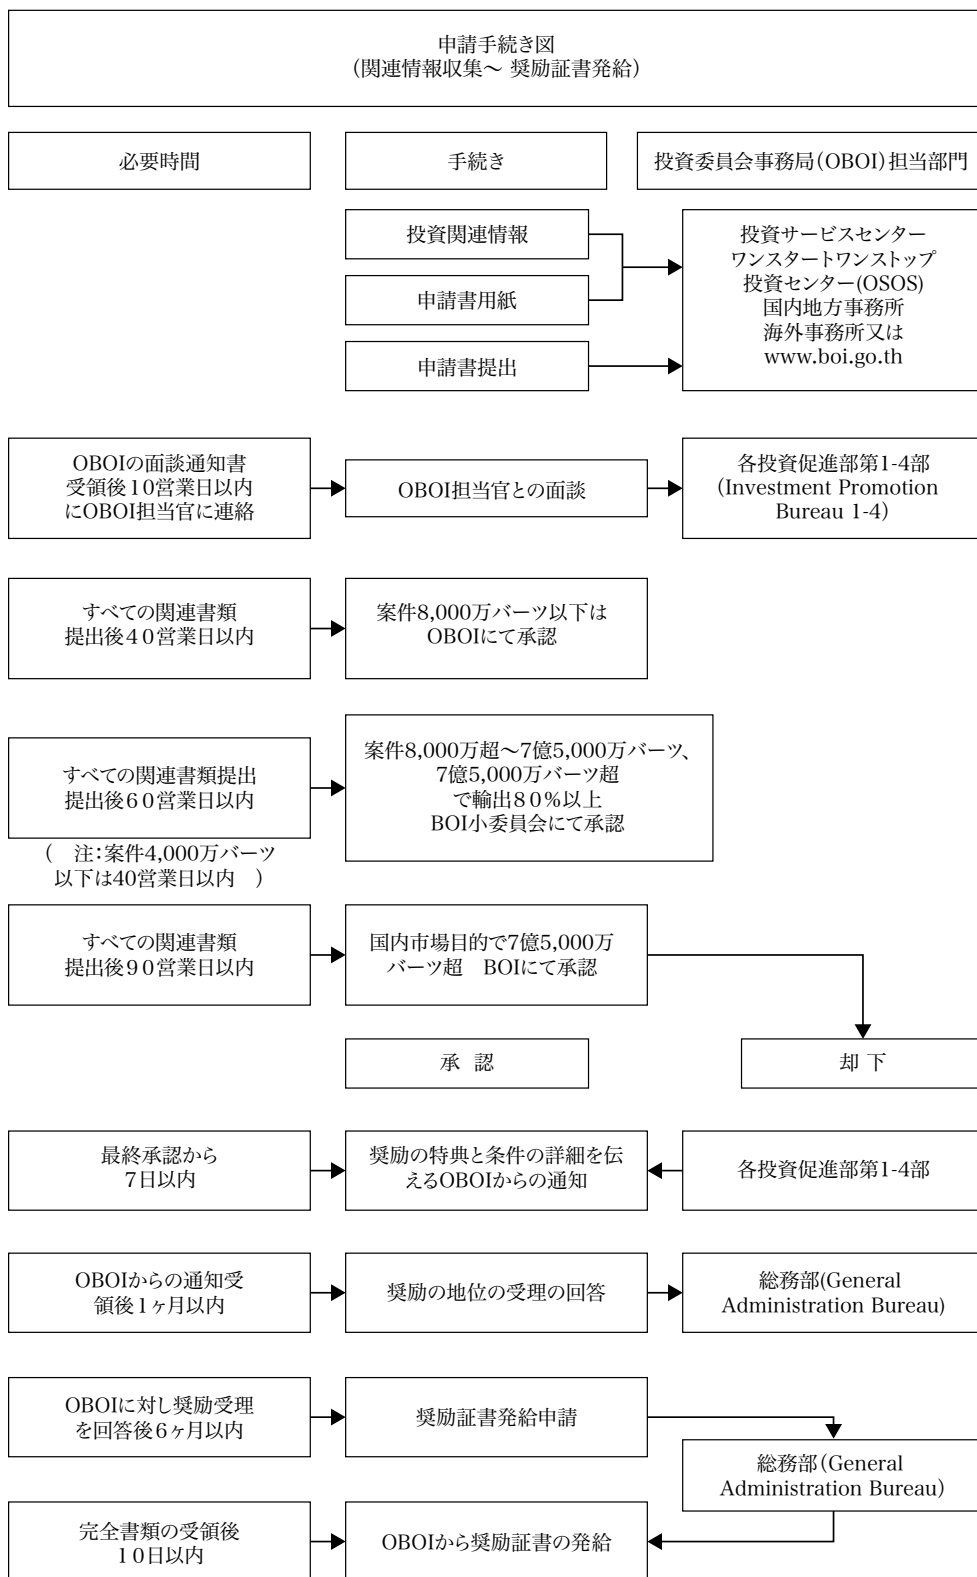 申請手続き図
(関連情報収集～ 奨励証書発給)
必要時間
手続き
投資委員会事務局(OBOI)担当部門
投資関連情報
申請書用紙
申請書提出
投資サービスセンター
ワンスタートワンストップ
投資センター(OSOS)
国内地方事務所
海外事務所又は
www.boi.go.th
OBOIの面談通知書
受領後10営業日以内
にOBOI担当官に連絡
OBOI担当官との面談
各投資促進部第1-4部
(Investment Promotion
Bureau 1-4)
すべての関連書類
提出後40営業日以内
案件8,000万バーツ以下は
OBOIにて承認
すべての関連書類提出
提出後60営業日以内
(　注:案件4,000万バーツ
以下は40営業日以内　)
案件8,000万超～7億5,000万バーツ、
7億5,000万バーツ超
で輸出80%以上
BOI小委員会にて承認
すべての関連書類
提出後90営業日以内
国内市場目的で7億5,000万
バーツ超　BOIにて承認
承 認
却 下
最終承認から
7日以内
奨励の特典と条件の詳細を伝
えるOBOIからの通知
各投資促進部第1-4部
OBOIからの通知受
領後1ヶ月以内
奨励の地位の受理の回答
総務部(General
Administration Bureau)
OBOIに対し奨励受理
を回答後6ヶ月以内
奨励証書発給申請
総務部(General
Administration Bureau)
完全書類の受領後
10日以内
OBOIから奨励証書の発給